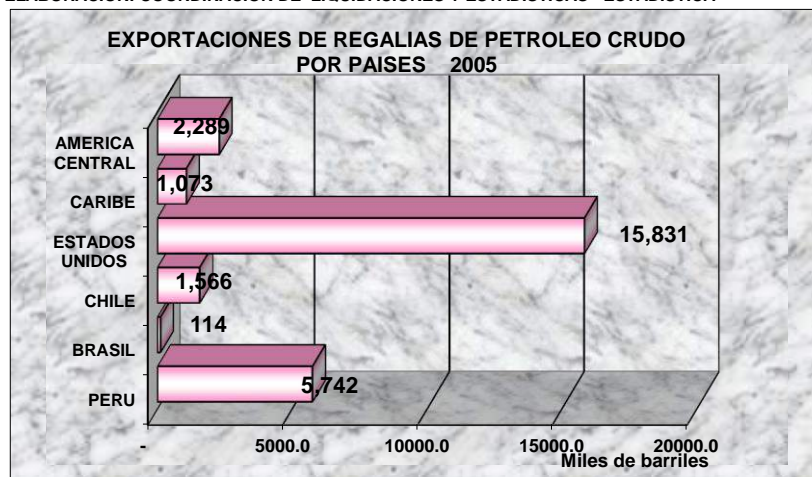 EXPORTACIONES DE REGALIAS DE PETROLEO CRUDO
POR PAISES 2005
AMERICA
CENTRAL
2,289
CARIBE
1,073
ESTADOS
UNIDOS
15,831
CHILE
1,566
BRASIL
114
PERU
5,742
-
5000.0
10000.0
15000.0
20000.0
Miles de barriles